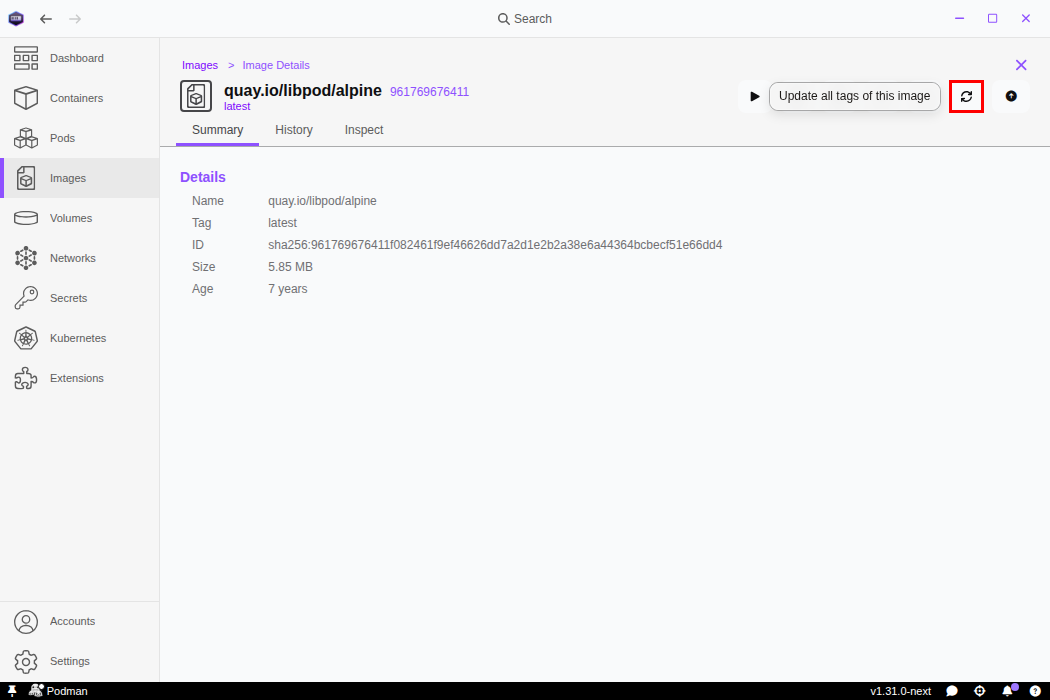 Search
Dashboard
Containers
Pods
Images
Volumes
Networks
Secrets
Kubernetes
Extensions
Accounts
Settings
Images > Image Details
quay.io/libpod/alpine 961769676411
latest
Update all tags of this image
Summary History Inspect
Details
Name quay.io/libpod/alpine
Tag latest
ID sha256:961769676411f082461f9ef46626dd7a2d1e2b2a38e6a44364bcbecf51e66dd4
Size 5.85 MB
Age 7 years
Podman
v1.31.0-next